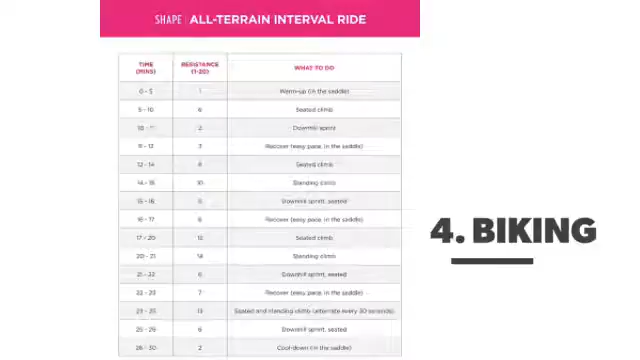 SHAPE | ALL-TERRAIN INTERVAL RIDE
TIME (MINS) RESISTANCE (1-20) WHAT TO DO
0 - 5 1 Warm-up (in the saddle)
5 - 10 6 Seated climb
10 - 11 2 Downhill sprint
11 - 12 3 Recover (easy pace, in the saddle)
12 - 14 8 Seated climb
14 - 15 10 Standing climb
15 - 16 5 Downhill sprint, seated
16 - 17 6 Recover (easy pace, in the saddle)
17 - 20 12 Seated climb
20 - 21 14 Standing climb
21 - 22 6 Downhill sprint, seated
22 - 23 7 Recover (easy pace, in the saddle)
23 - 25 13 Seated and standing climb (alternate every 30 seconds)
25 - 26 6 Downhill sprint, seated
26 - 30 2 Cool-down (in the saddle)
4. BIKING